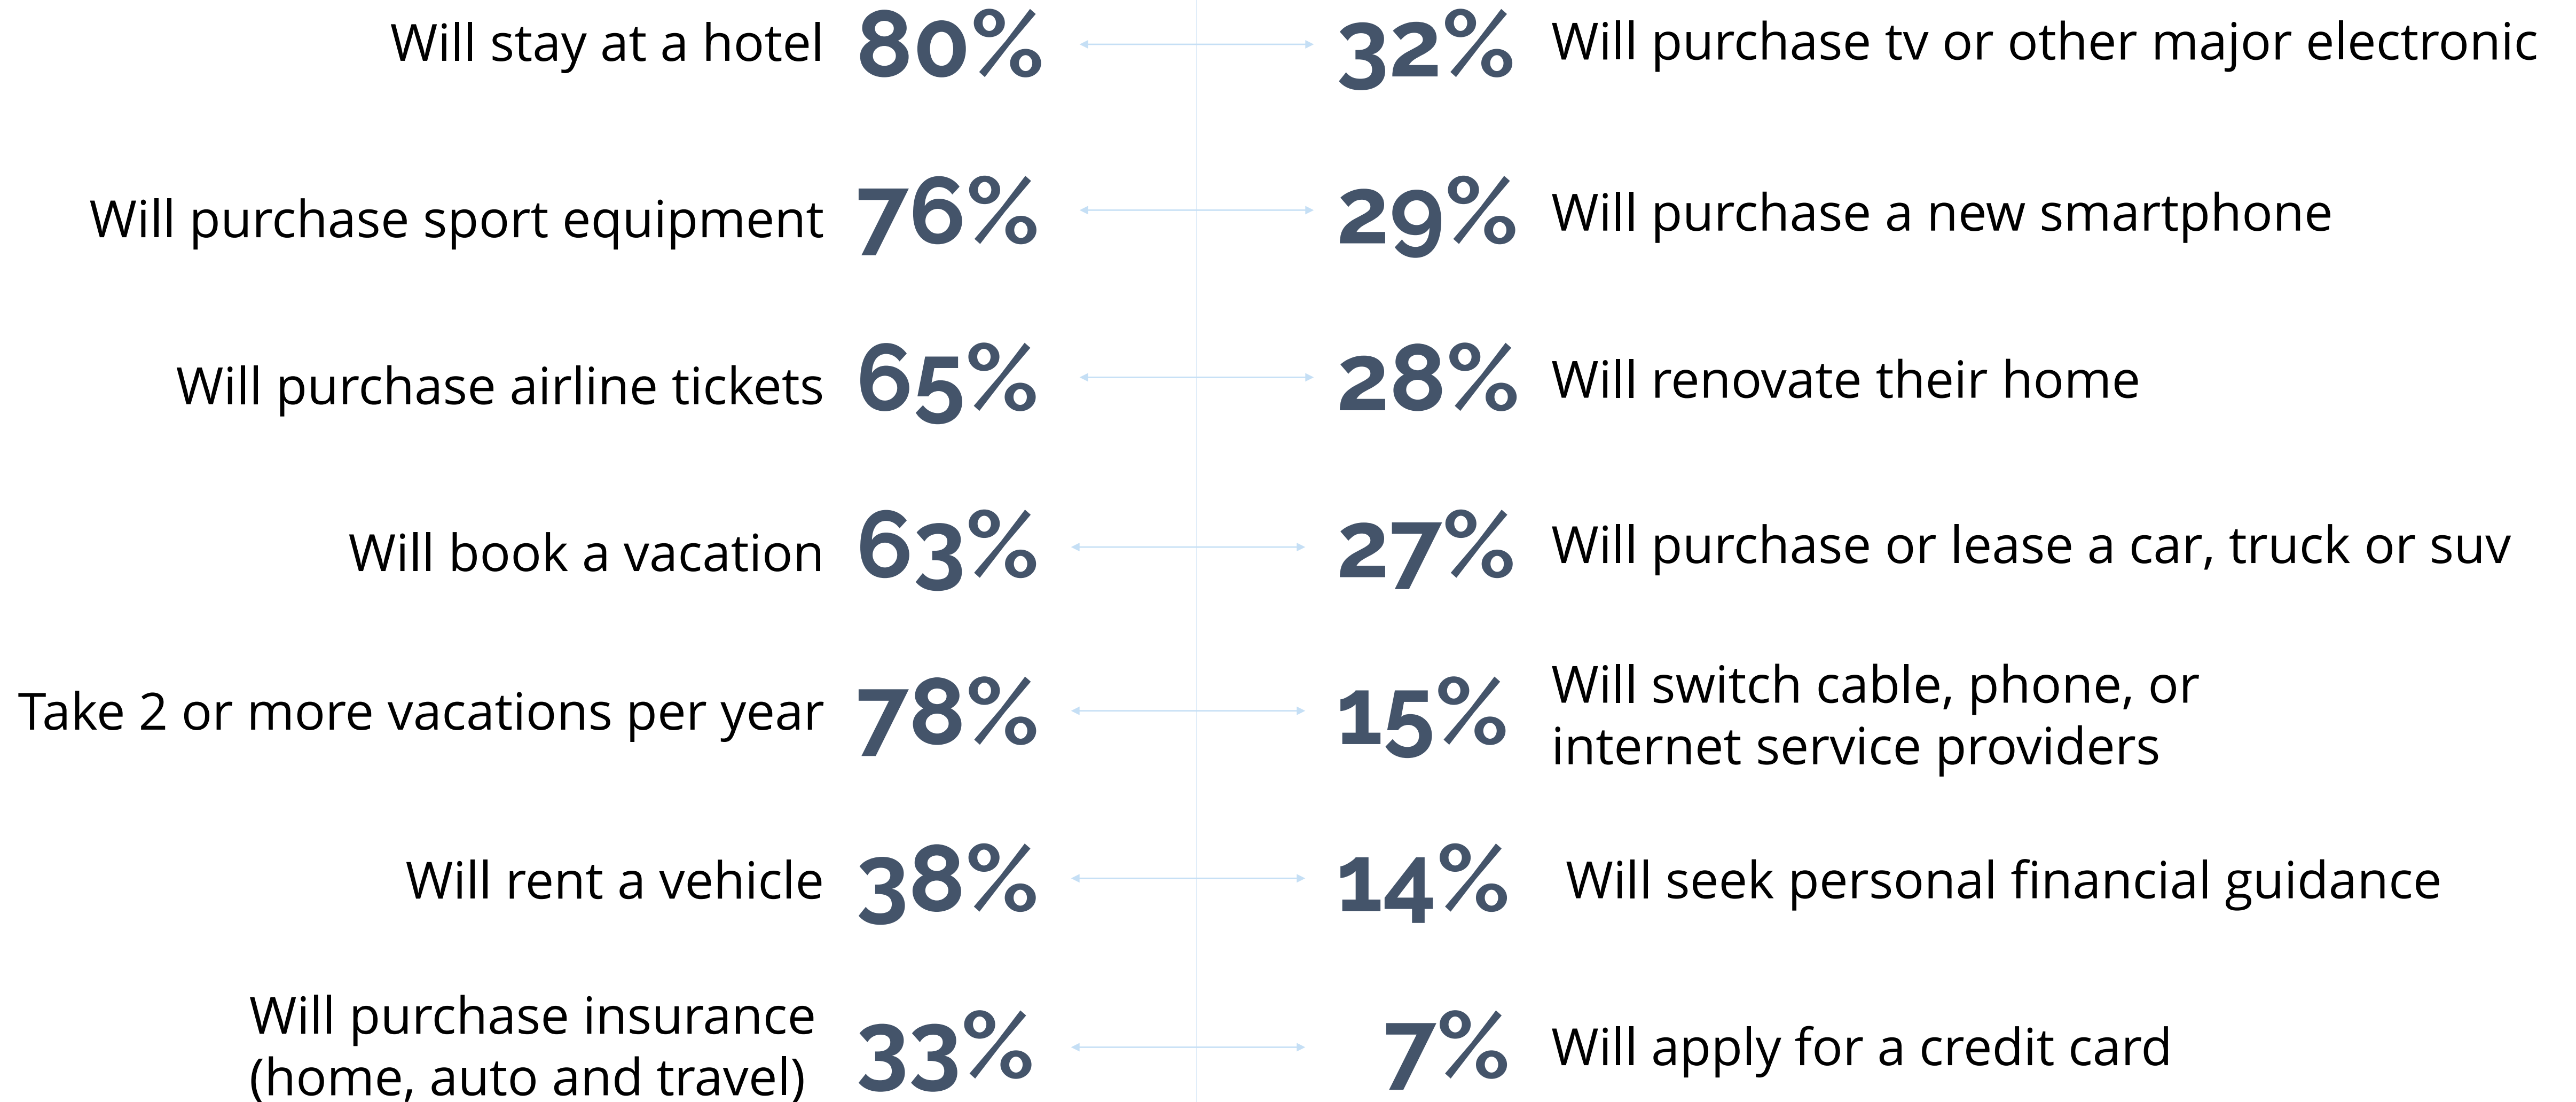 Will stay at a hotel 80% 32% Will purchase tv or other major electronic
Will purchase sport equipment 76% 29% Will purchase a new smartphone
Will purchase airline tickets 65% 28% Will renovate their home
Will book a vacation 63% 27% Will purchase or lease a car, truck or suv
Take 2 or more vacations per year 78% 15% Will switch cable, phone, or
internet service providers
Will rent a vehicle 38% 14% Will seek personal financial guidance
Will purchase insurance
(home, auto and travel) 33% 7% Will apply for a credit card